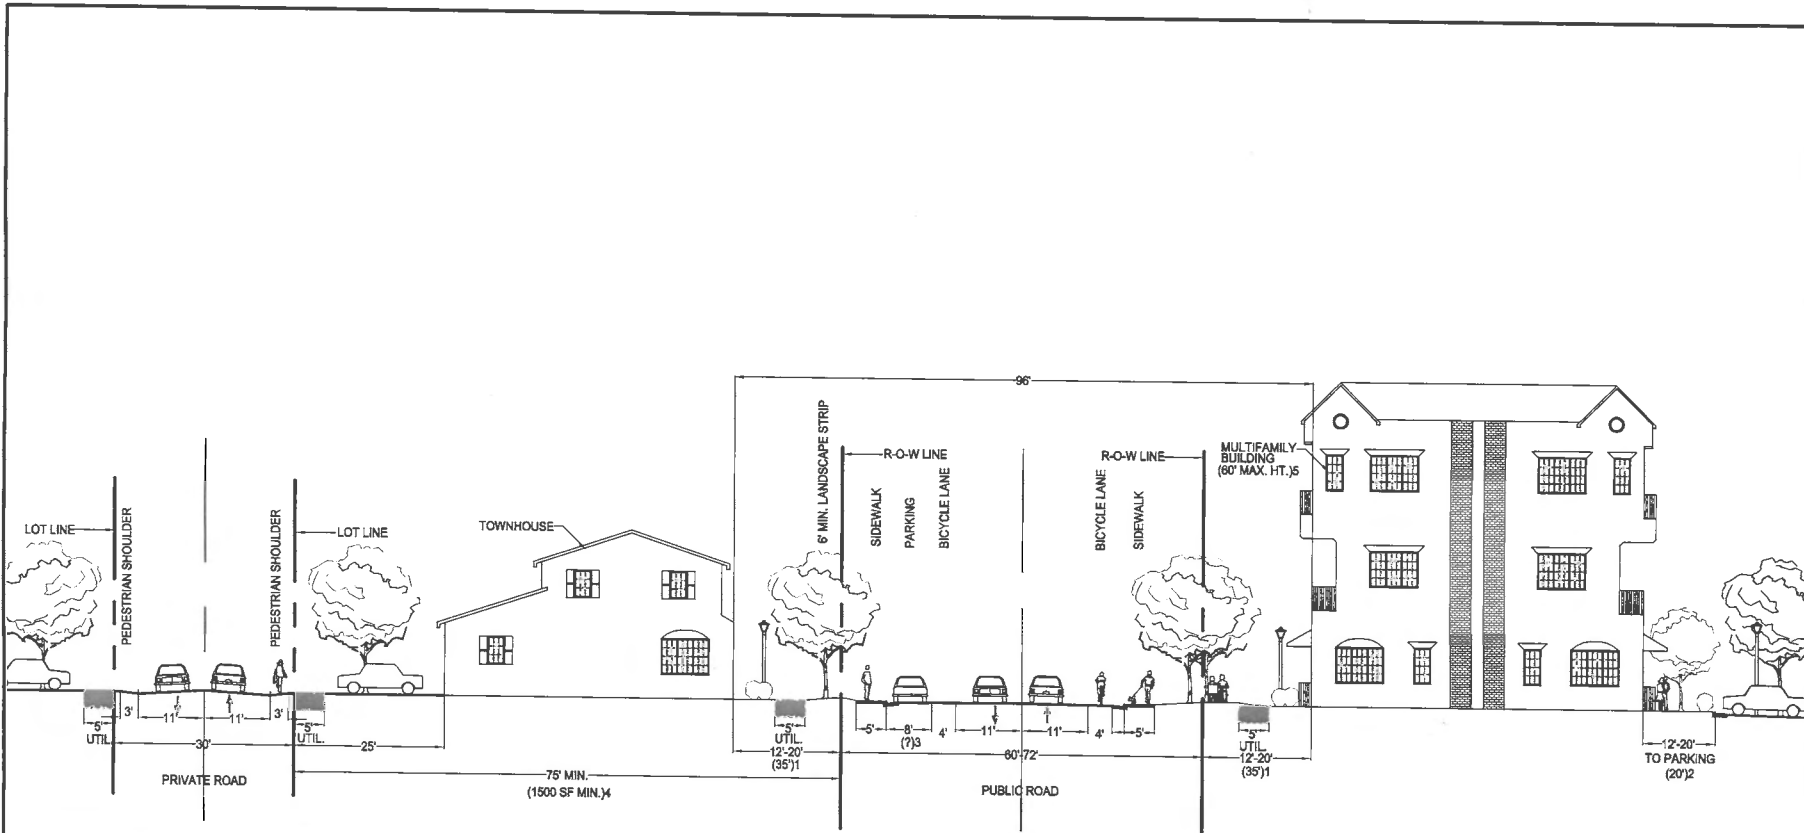 96'
6' MIN. LANDSCAPE STRIP
R-O-W LINE
R-O-W LINE
MULTIFAMILY
BUILDING
(60' MAX. HT.)5
SIDEWALK
PARKING
BICYCLE LANE
BICYCLE LANE
SIDEWALK
LOT LINE
PEDESTRIAN SHOULDER
PEDESTRIAN SHOULDER
LOT LINE
TOWNHOUSE
5'
UTIL.
3'
11'
11'
3'
5'
UTIL.
30'
25'
5'
UTIL.
12'-20'
(35')1
5'
8'
(?)3
4'
11'
11'
4'
5'
60'-72'
5'
UTIL.
12'-20'
(35')1
12'-20'
TO PARKING
(20')2
PRIVATE ROAD
75' MIN.
(1500 SF MIN.)4
PUBLIC ROAD